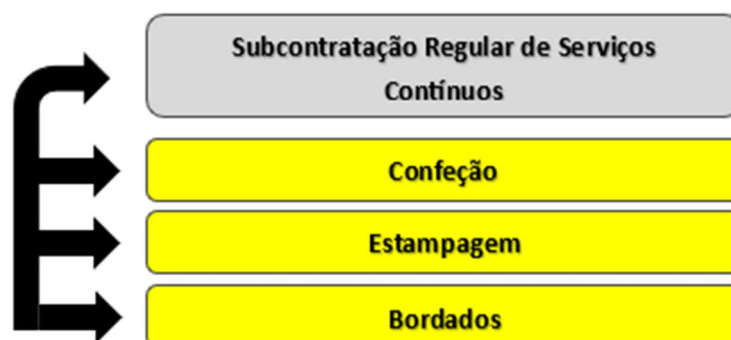 Subcontratação Regular de Serviços
Contínuos
Confeção
Estampagem
Bordados